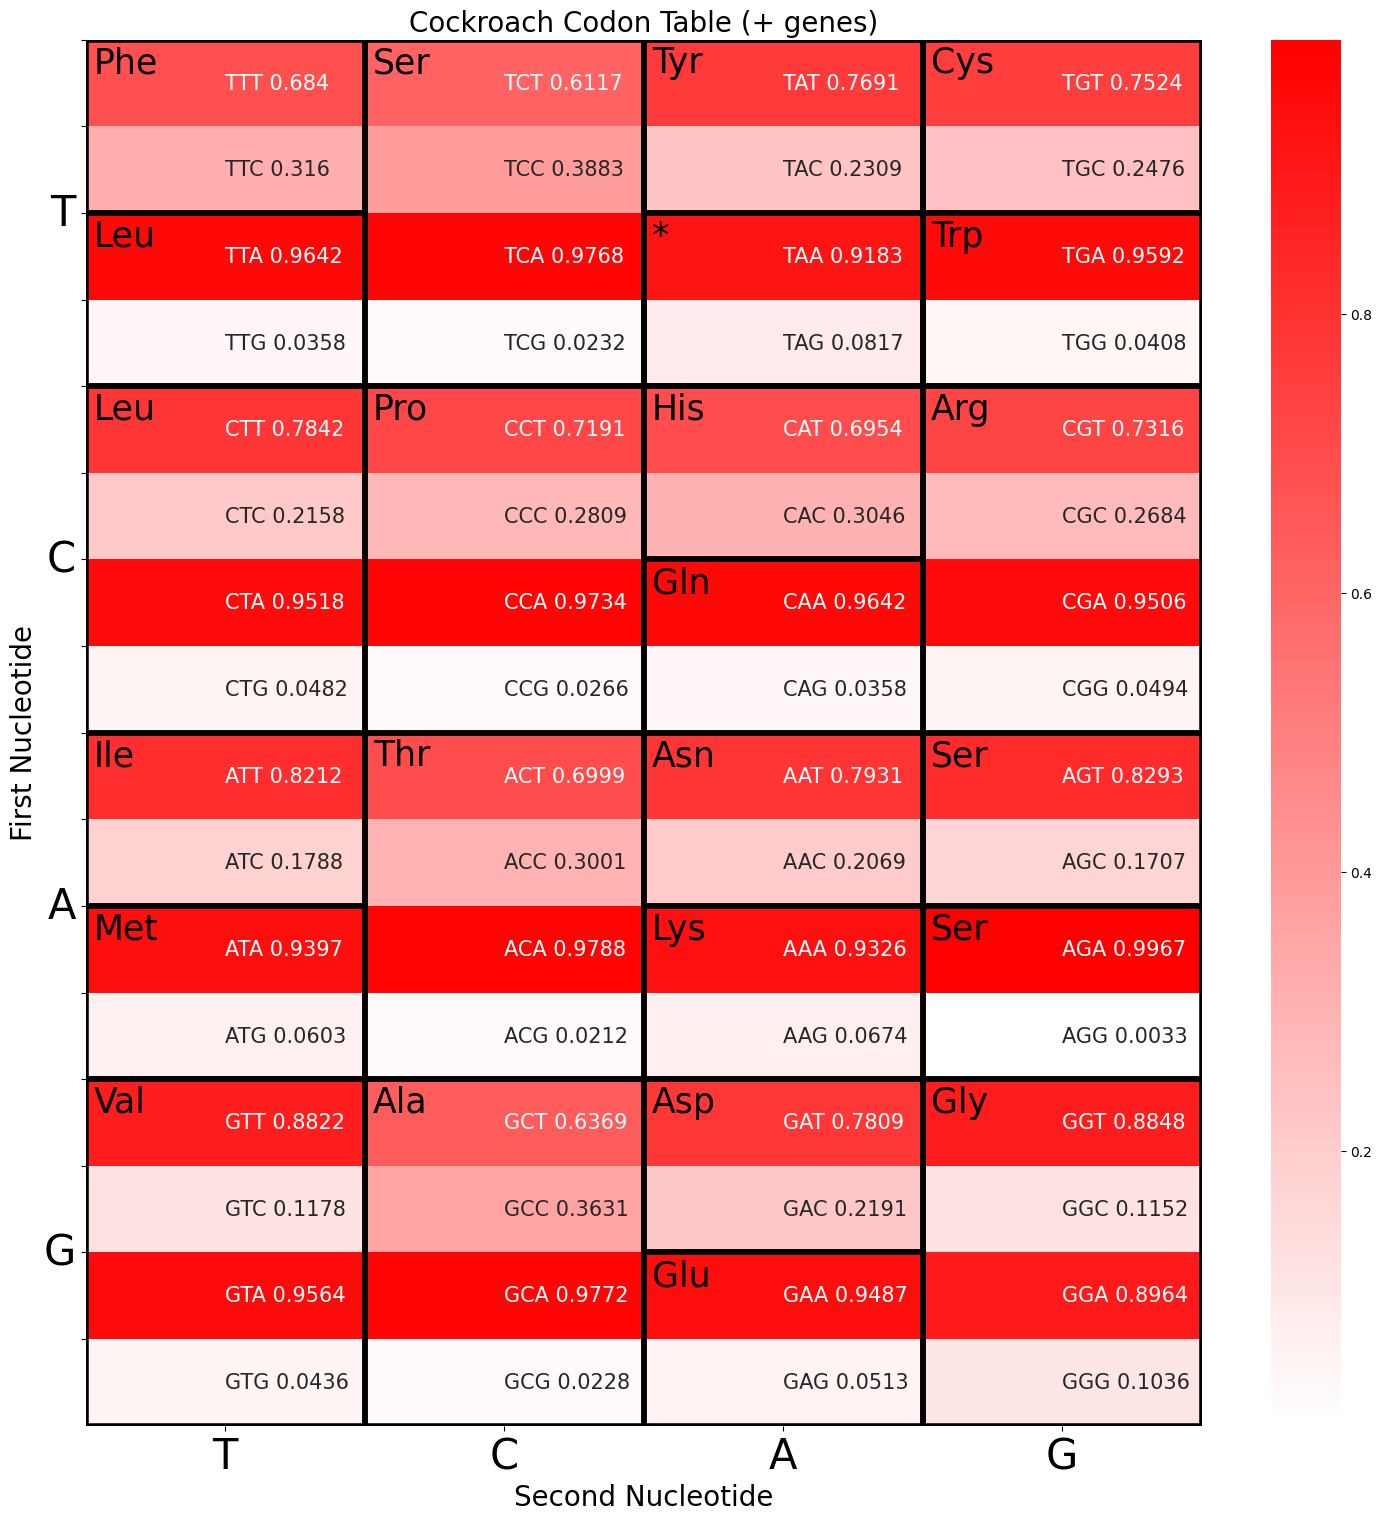 Cockroach Codon Table (+ genes)
Phe Ser Tyr Cys
TTT 0.684 TCT 0.6117 TAT 0.7691 TGT 0.7524
TTC 0.316 TCC 0.3883 TAC 0.2309 TGC 0.2476
T
Leu * Trp
TTA 0.9642 TCA 0.9768 TAA 0.9183 TGA 0.9592
TTG 0.0358 TCG 0.0232 TAG 0.0817 TGG 0.0408
Leu Pro His Arg
CTT 0.7842 CCT 0.7191 CAT 0.6954 CGT 0.7316
CTC 0.2158 CCC 0.2809 CAC 0.3046 CGC 0.2684
C
Gln
CTA 0.9518 CCA 0.9734 CAA 0.9642 CGA 0.9506
CTG 0.0482 CCG 0.0266 CAG 0.0358 CGG 0.0494
Ile Thr Asn Ser
ATT 0.8212 ACT 0.6999 AAT 0.7931 AGT 0.8293
ATC 0.1788 ACC 0.3001 AAC 0.2069 AGC 0.1707
A
Met Lys Ser
ATA 0.9397 ACA 0.9788 AAA 0.9326 AGA 0.9967
ATG 0.0603 ACG 0.0212 AAG 0.0674 AGG 0.0033
Val Ala Asp Gly
GTT 0.8822 GCT 0.6369 GAT 0.7809 GGT 0.8848
GTC 0.1178 GCC 0.3631 GAC 0.2191 GGC 0.1152
G
Glu
GTA 0.9564 GCA 0.9772 GAA 0.9487 GGA 0.8964
GTG 0.0436 GCG 0.0228 GAG 0.0513 GGG 0.1036
T C A G
Second Nucleotide
First Nucleotide
0.8
0.6
0.4
0.2